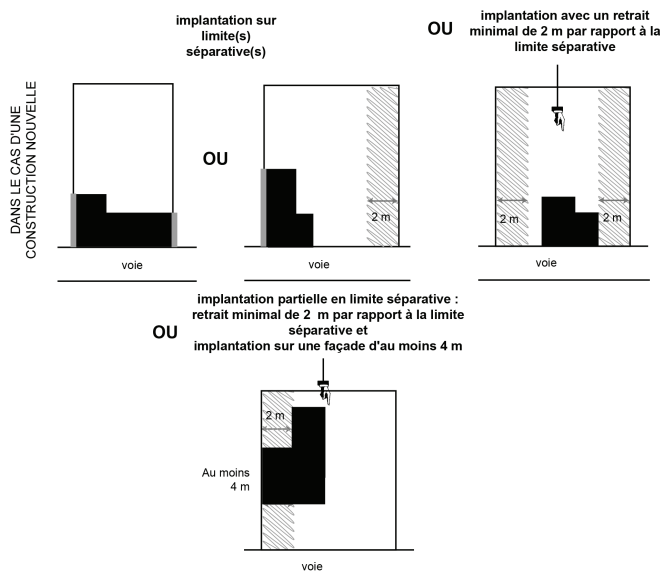 implantation sur
limite(s)
séparative(s)
OU
implantation avec un retrait
minimal de 2 m par rapport à la
limite séparative
DANS LE CAS D'UNE
CONSTRUCTION NOUVELLE
OU
2 m
2 m
2 m
voie
voie
voie
OU
implantation partielle en limite séparative :
retrait minimal de 2 m par rapport à la limite
séparative et
implantation sur une façade d'au moins 4 m
2 m
Au moins
4 m
voie